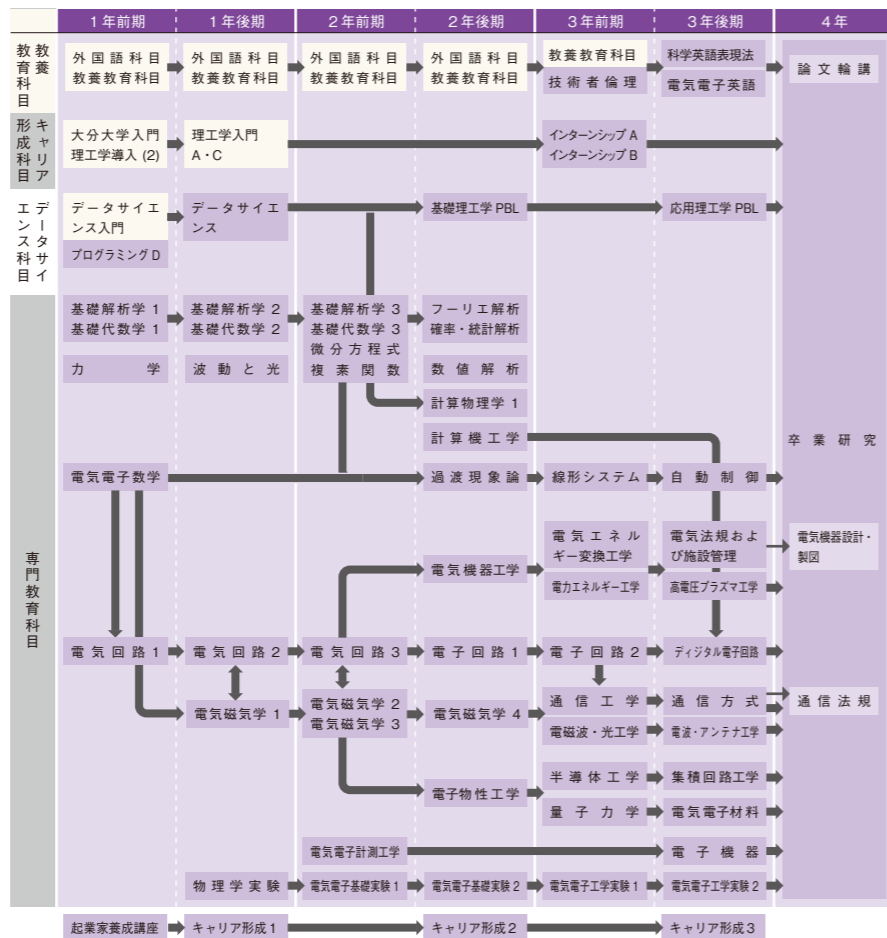 1年前期
1年後期
2年前期
2年後期
3年前期
3年後期
4年
教養
教育科目
外国語科目
教養教育科目
外国語科目
教養教育科目
外国語科目
教養教育科目
外国語科目
教養教育科目
教養教育科目
技術者倫理
科学英語表現法
電気電子英語
論文輪講
キャリア
形成科目
大分大学入門
理工学導入(2)
理工学入門
A・C
インターンシップA
インターンシップB
データサイ
エンス科目
データサイエ
ンス入門
プログラミングD
データサイエ
ンス
基礎理工学PBL
応用理工学PBL
専門教育科目
基礎解析学1
基礎代数学1
基礎解析学2
基礎代数学2
基礎解析学3
基礎代数学3
微分方程式
複素関数
フーリエ解析
確率・統計解析
力学
波動と光
数値解析
計算物理学1
計算機工学
卒業研究
電気電子数学
過渡現象論
線形システム
自動制御
電気機器工学
電気エネル
ギー変換工学
電力エネルギー工学
電気法規およ
び施設管理
高電圧プラズマ工学
電気機器設計・
製図
電気回路1
電気回路2
電気回路3
電子回路1
電子回路2
ディジタル電子回路
電気磁気学1
電気磁気学2
電気磁気学3
電気磁気学4
通信工学
電磁波・光工学
通信方式
電波・アンテナ工学
通信法規
電子物性工学
半導体工学
量子力学
集積回路工学
電気電子材料
電気電子計測工学
電子機器
物理学実験
電気電子基礎実験1
電気電子基礎実験2
電気電子工学実験1
電気電子工学実験2
起業家養成講座
キャリア形成1
キャリア形成2
キャリア形成3